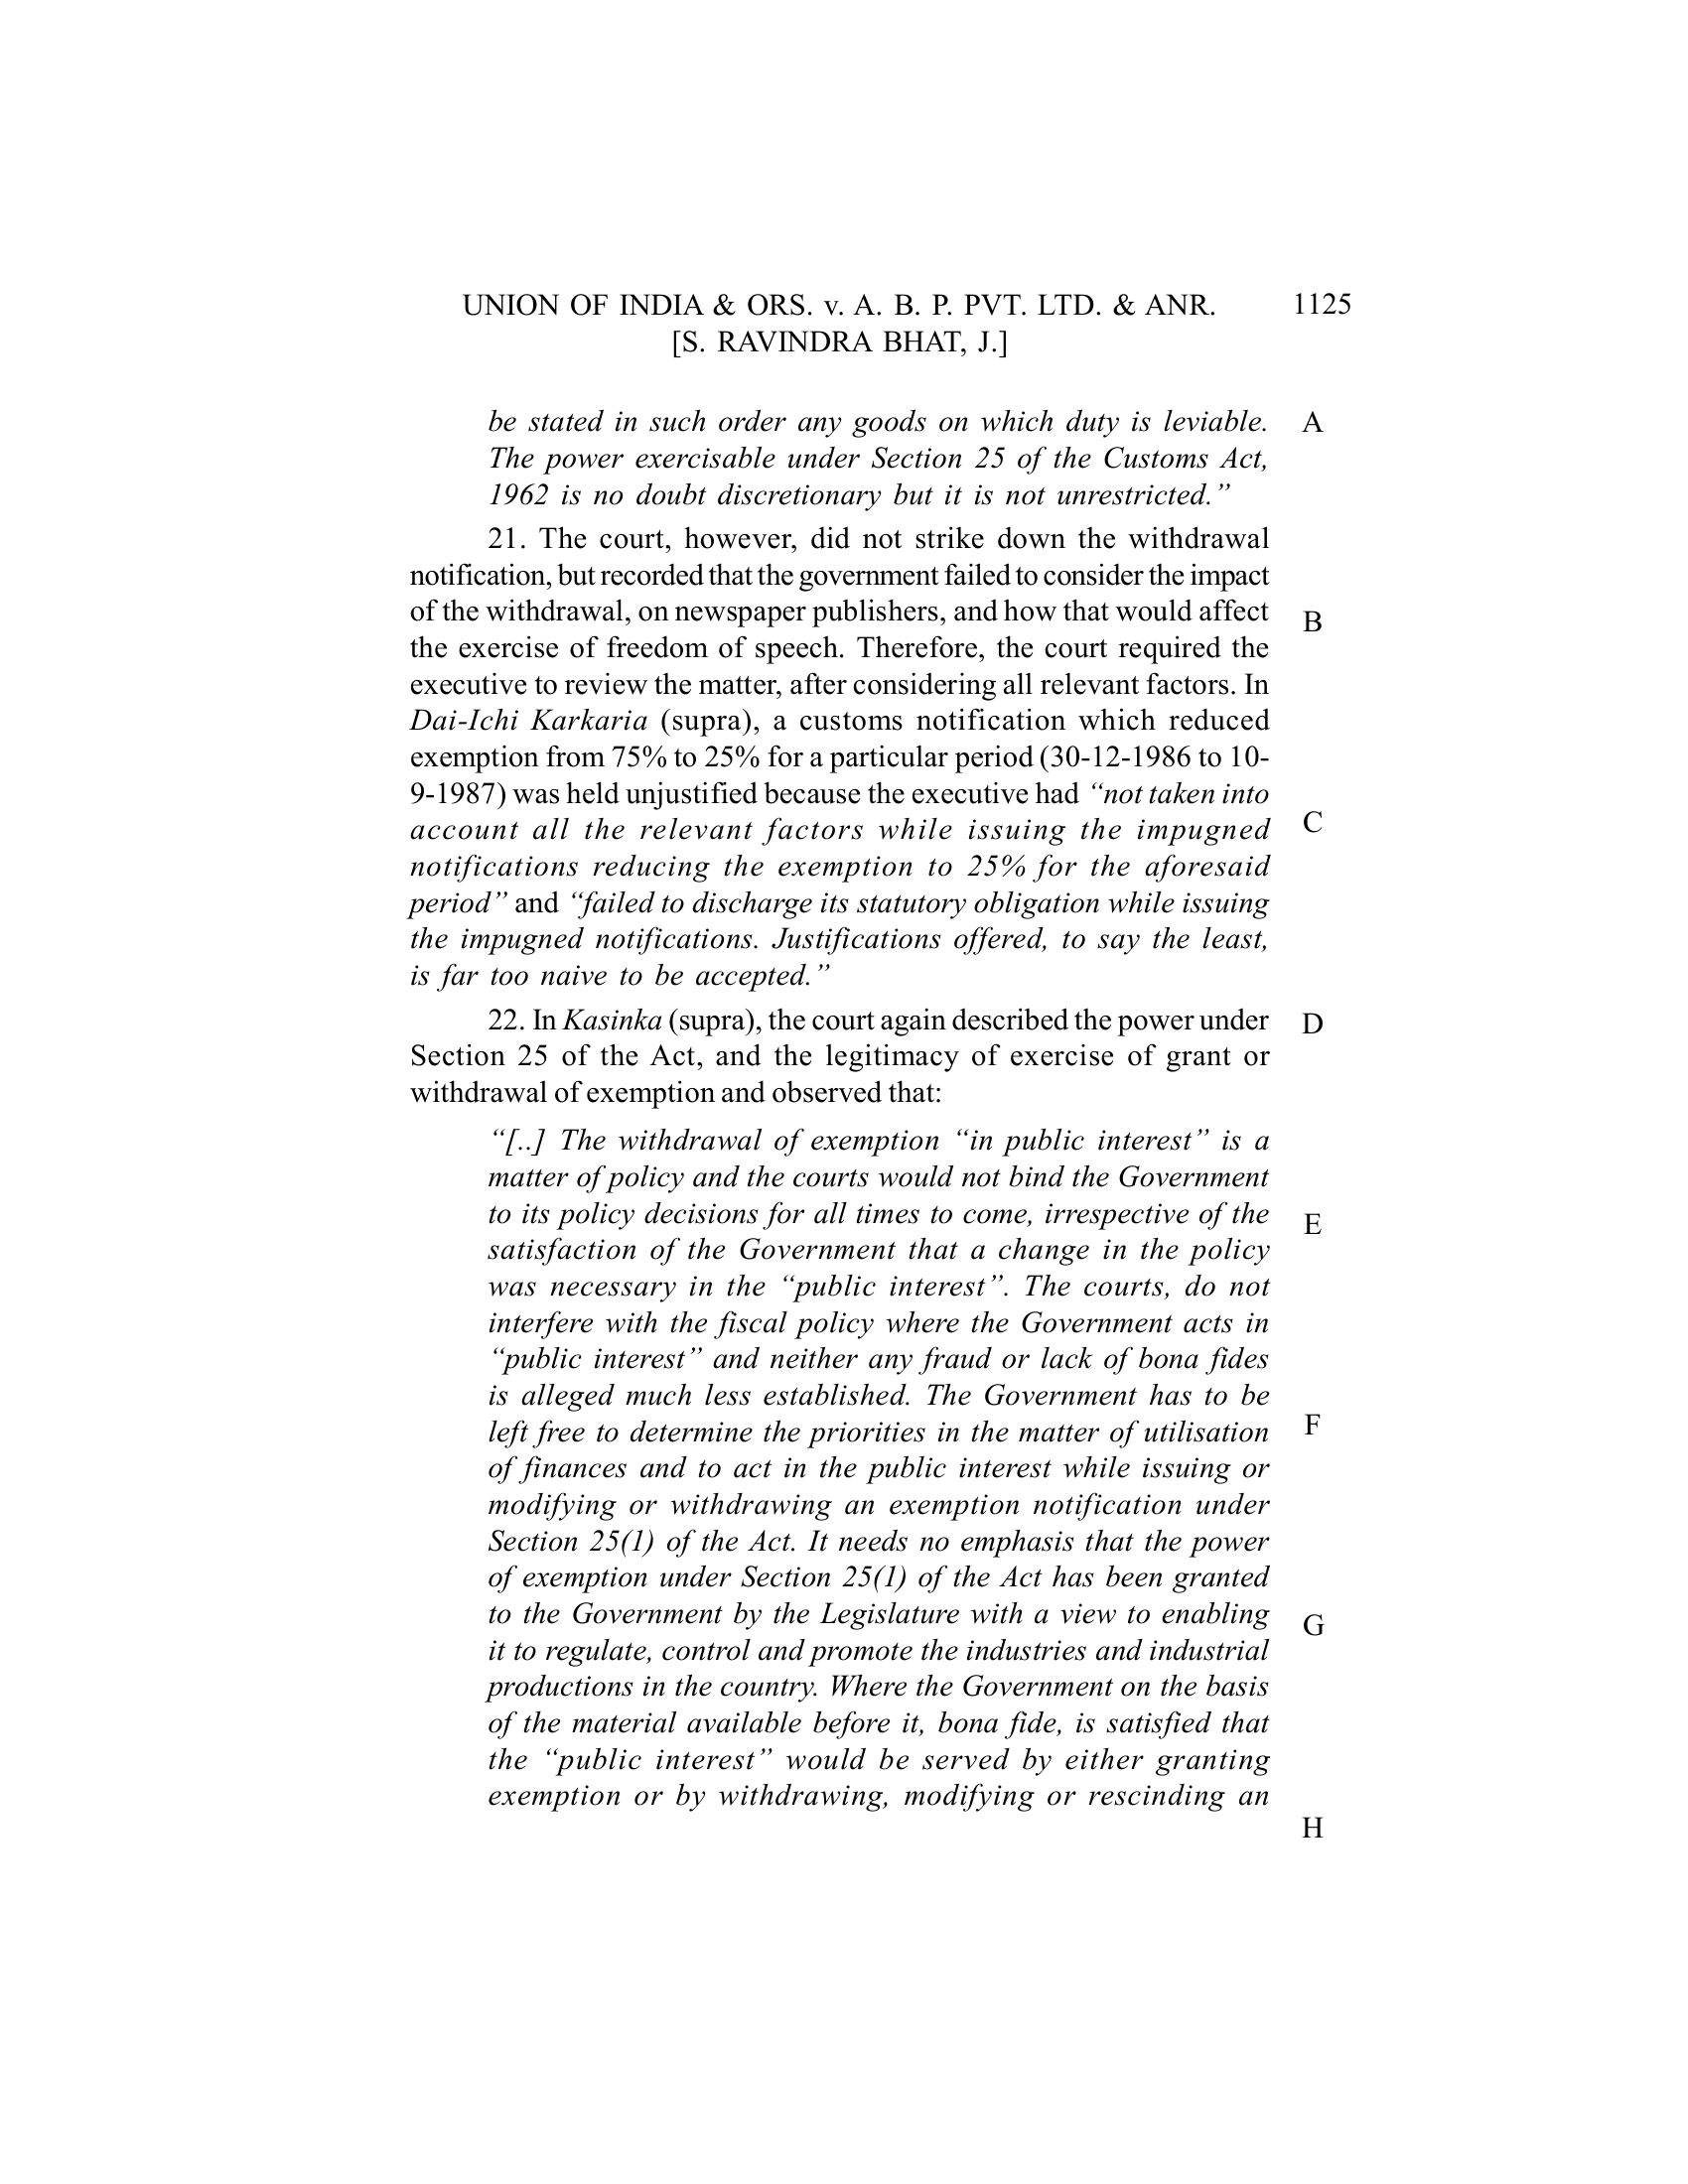 UNION OF INDIA & ORS. v. A. B. P. PVT. LTD. & ANR. 1125
[S. RAVINDRA BHAT, J.]
be stated in such order any goods on which duty is leviable. A
The power exercisable under Section 25 of the Customs Act,
1962 is no doubt discretionary but it is not unrestricted.”
21. The court, however, did not strike down the withdrawal
notification, but recorded that the government failed to consider the impact
of the withdrawal, on newspaper publishers, and how that would affect B
the exercise of freedom of speech. Therefore, the court required the
executive to review the matter, after considering all relevant factors. In
Dai-Ichi Karkaria (supra), a customs notification which reduced
exemption from 75% to 25% for a particular period (30-12-1986 to 10-
9-1987) was held unjustified because the executive had “not taken into
account all the relevant factors while issuing the impugned C
notifications reducing the exemption to 25% for the aforesaid
period” and “failed to discharge its statutory obligation while issuing
the impugned notifications. Justifications offered, to say the least,
is far too naive to be accepted.”
22. In Kasinka (supra), the court again described the power under D
Section 25 of the Act, and the legitimacy of exercise of grant or
withdrawal of exemption and observed that:
“[..] The withdrawal of exemption “in public interest” is a
matter of policy and the courts would not bind the Government
to its policy decisions for all times to come, irrespective of the E
satisfaction of the Government that a change in the policy
was necessary in the “public interest”. The courts, do not
interfere with the fiscal policy where the Government acts in
“public interest” and neither any fraud or lack of bona fides
is alleged much less established. The Government has to be
left free to determine the priorities in the matter of utilisation F
of finances and to act in the public interest while issuing or
modifying or withdrawing an exemption notification under
Section 25(1) of the Act. It needs no emphasis that the power
of exemption under Section 25(1) of the Act has been granted
to the Government by the Legislature with a view to enabling G
it to regulate, control and promote the industries and industrial
productions in the country. Where the Government on the basis
of the material available before it, bona fide, is satisfied that
the “public interest” would be served by either granting
exemption or by withdrawing, modifying or rescinding an
H